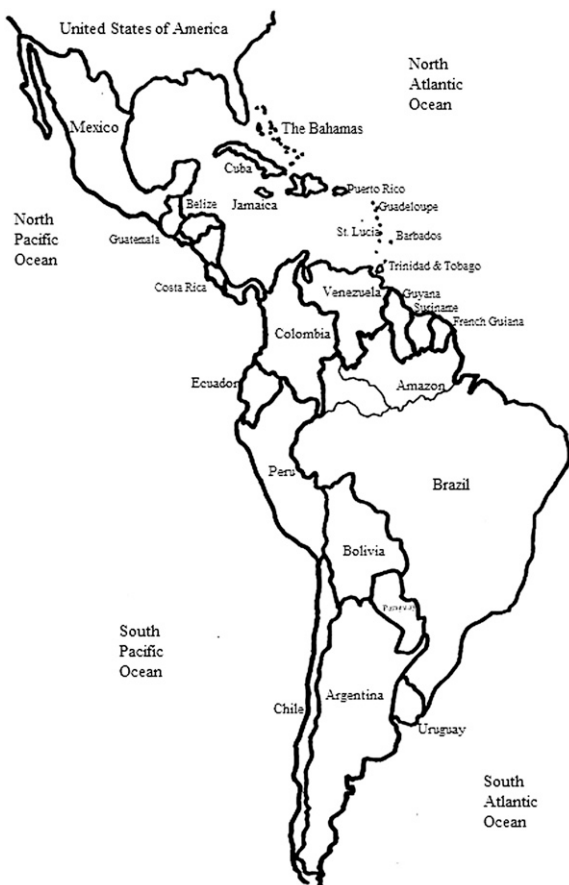 United States of America
North
Atlantic
Ocean
Mexico
The Bahamas
Cuba
Puerto Rico
Jamaica
Belize
Guadeloupe
North
Pacific
Ocean
St. Lucia
Barbados
Guatemala
Trinidad & Tobago
Costa Rica
Venezuela
Guyana
Suriname
French Guiana
Colombia
Ecuador
Amazon
Peru
Brazil
Bolivia
Paraguay
South
Pacific
Ocean
Chile
Argentina
Uruguay
South
Atlantic
Ocean